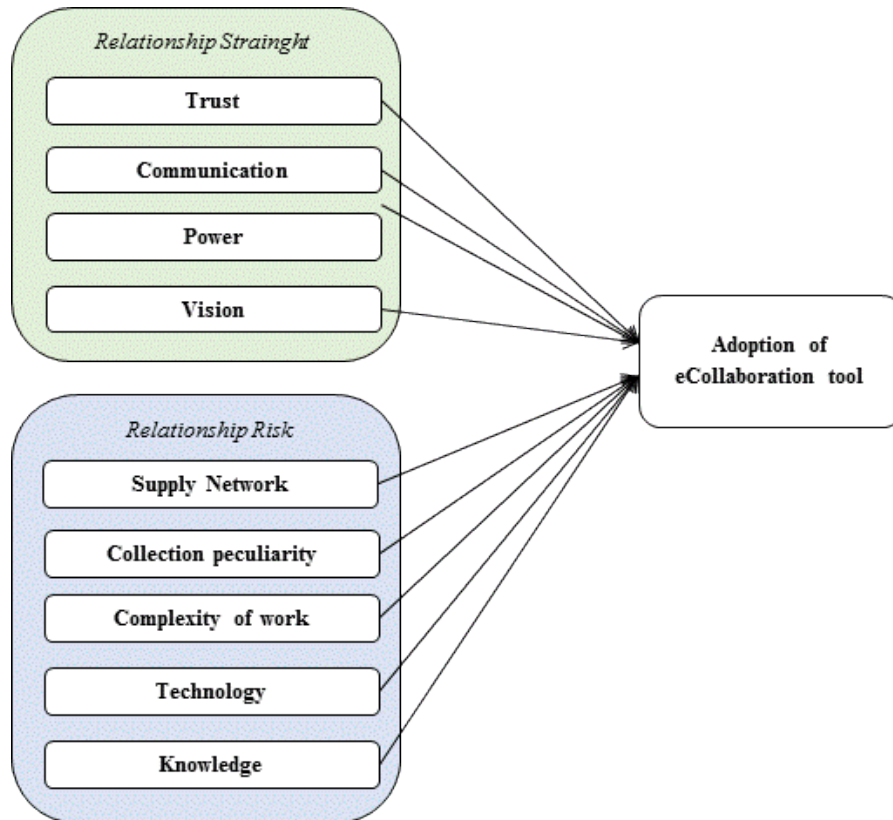 Relationship Strainght
Trust
Communication
Power
Vision
Adoption of
eCollaboration tool
Relationship Risk
Supply Network
Collection peculiarity
Complexity of work
Technology
Knowledge